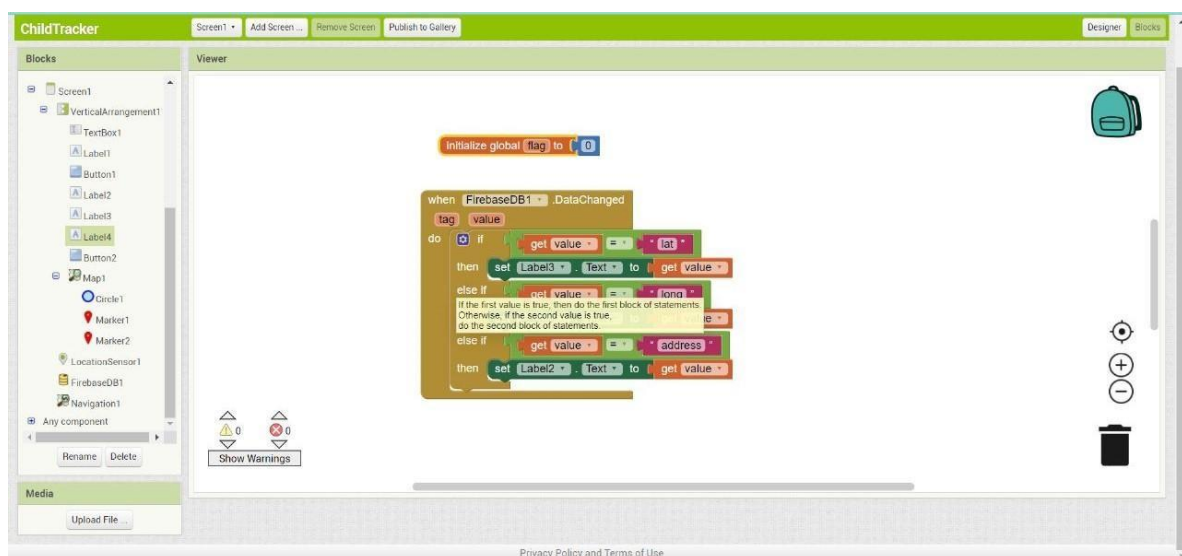 ChildTracker
Screen1 Add Screen ... Remove Screen Publish to Gallery
Designer Blocks
Blocks
Viewer
Screen1
VerticalArrangement1
TextBox1
Label1
Button1
Label2
Label3
Label4
Button2
Map1
Circle1
Marker1
Marker2
LocationSensor1
FirebaseDB1
Navigation1
Any component
Rename Delete
Media
Upload File ...
initialize global flag to 0
when FirebaseDB1 .DataChanged
tag value
do if get value = " lat "
then set Label3 . Text to get value
else if get value = " long "
If the first value is true, then do the first block of statements.
Otherwise, if the second value is true,
do the second block of statements.
else if get value = " address "
then set Label2 . Text to get value
0 0
Show Warnings
Privacy Policy and Terms of Use